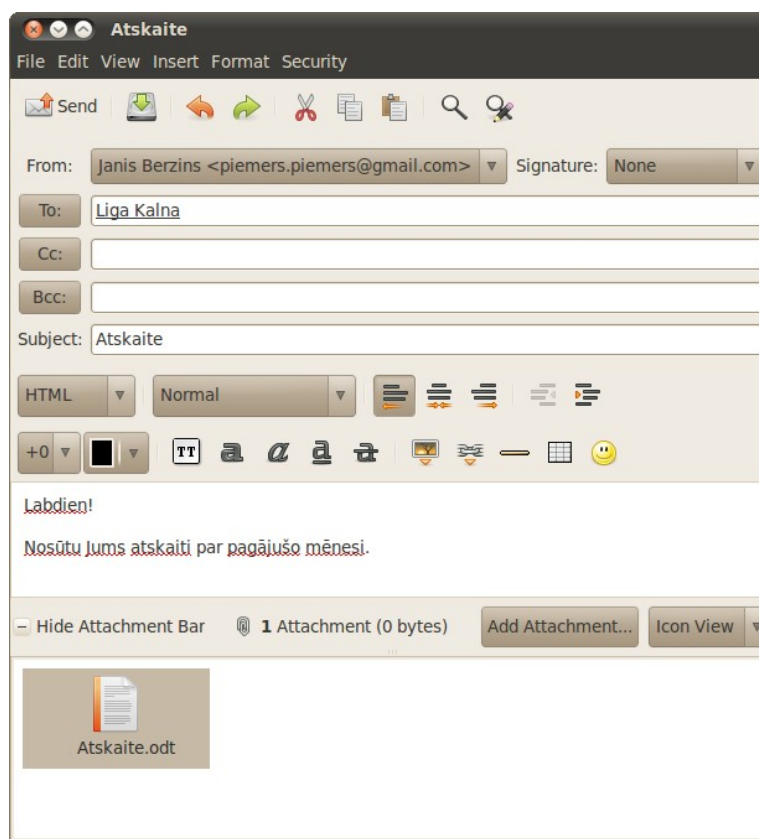 Atskaite
File Edit View Insert Format Security
Send
From: Janis Berzins <piemers.piemers@gmail.com> Signature: None
To: Liga Kalna
Cc:
Bcc:
Subject: Atskaite
HTML Normal
+0 TT a a a a
Labdien!
Nosūtu Jums atskaiti par pagājušo mēnesi.
Hide Attachment Bar 1 Attachment (0 bytes) Add Attachment... Icon View
Atskaite.odt